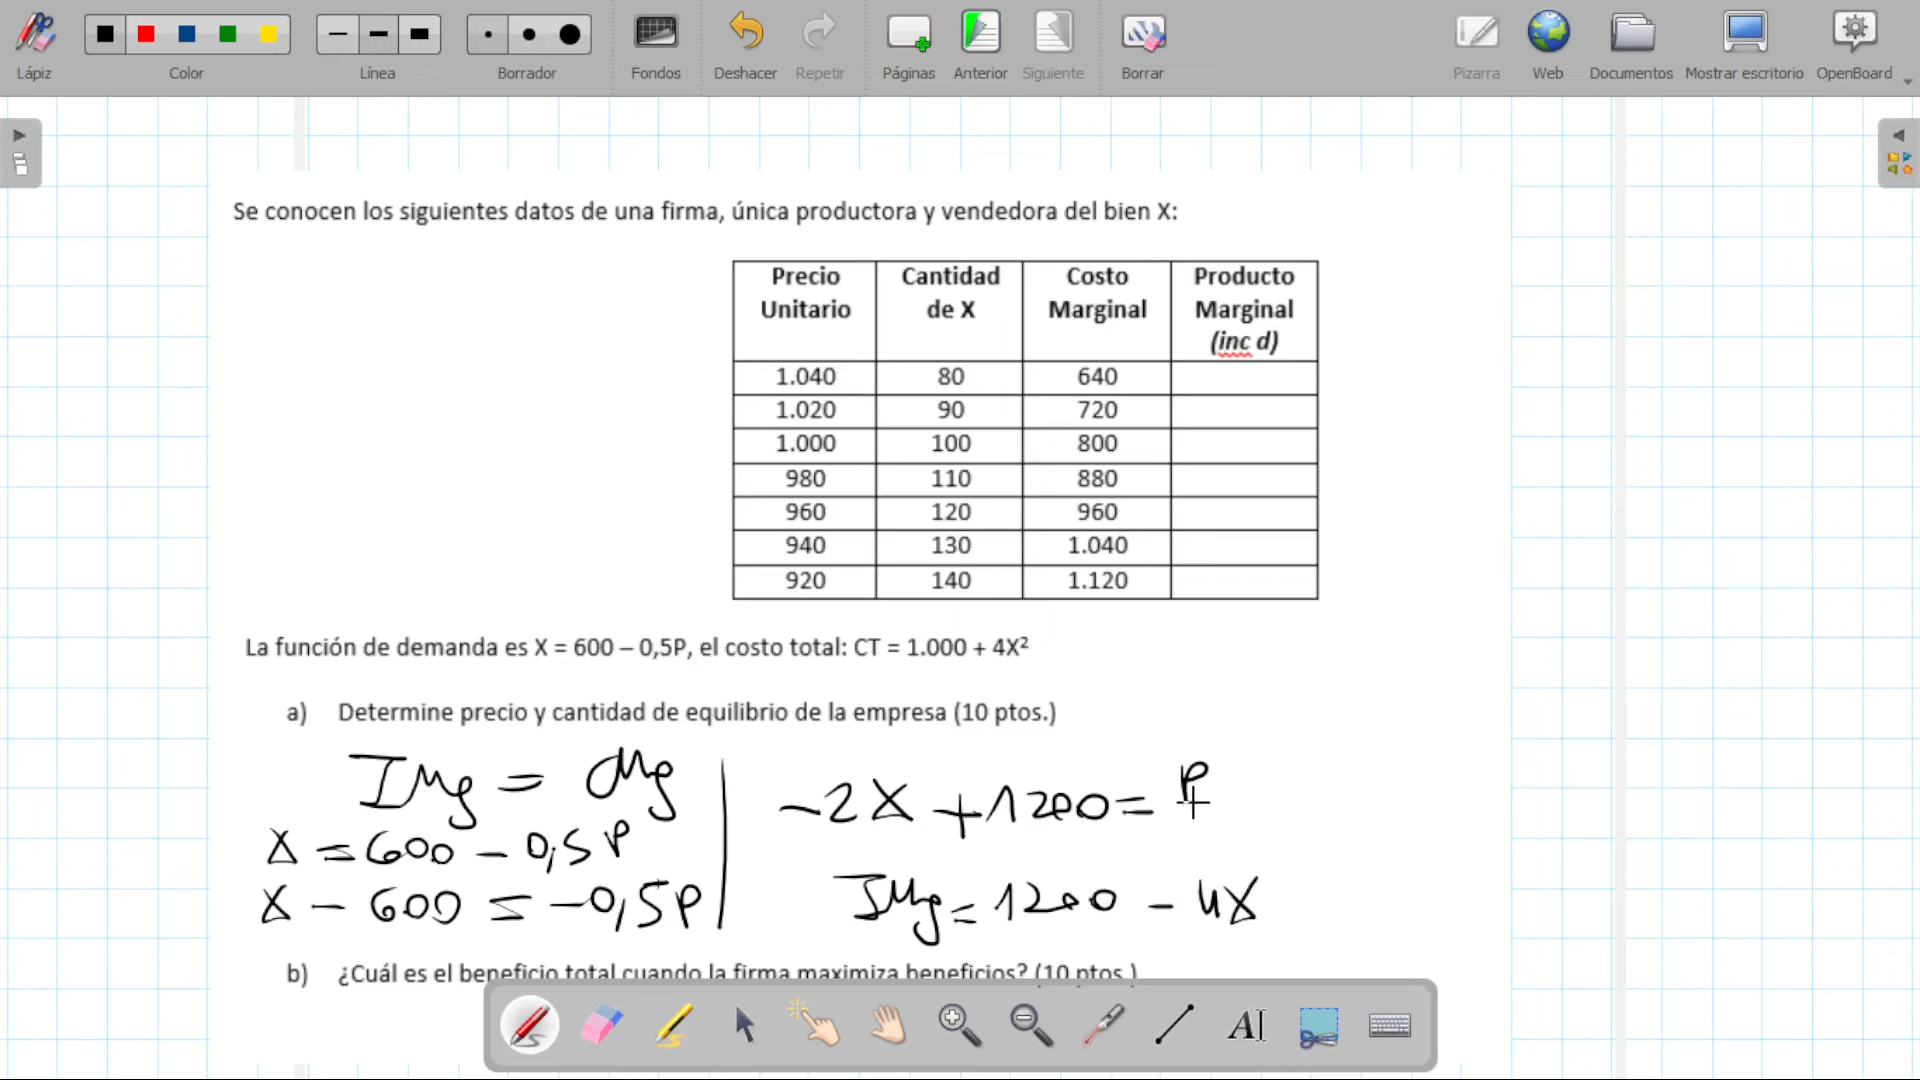 Lápiz
Color
Línea
Borrador
Fondos
Deshacer
Repetir
Páginas
Anterior
Siguiente
Borrar
Pizarra
Web
Documentos
Mostrar escritorio
OpenBoard
Se conocen los siguientes datos de una firma, única productora y vendedora del bien X:
Precio Unitario Cantidad de X Costo Marginal Producto Marginal (inc d)
1.040 80 640
1.020 90 720
1.000 100 800
980 110 880
960 120 960
940 130 1.040
920 140 1.120
La función de demanda es X = 600 – 0,5P, el costo total: CT = 1.000 + 4X²
a) Determine precio y cantidad de equilibrio de la empresa (10 ptos.)
IMg = CMg
X = 600 - 0,5P
X - 600 = -0,5P
-2X + 1200 = P
IMg = 1200 - 4X
b) ¿Cuál es el beneficio total cuando la firma maximiza beneficios? (10 ptos.)